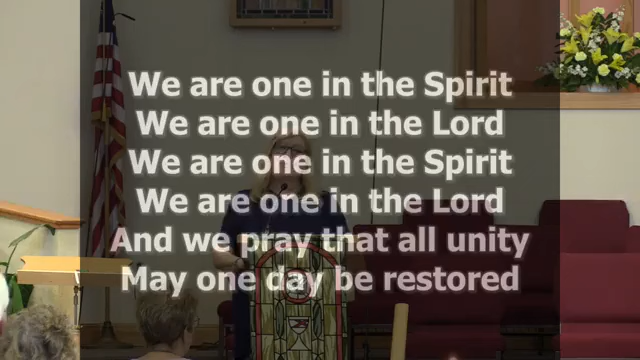 We are one in the Spirit
We are one in the Lord
We are one in the Spirit
We are one in the Lord
And we pray that all unity
May one day be restored